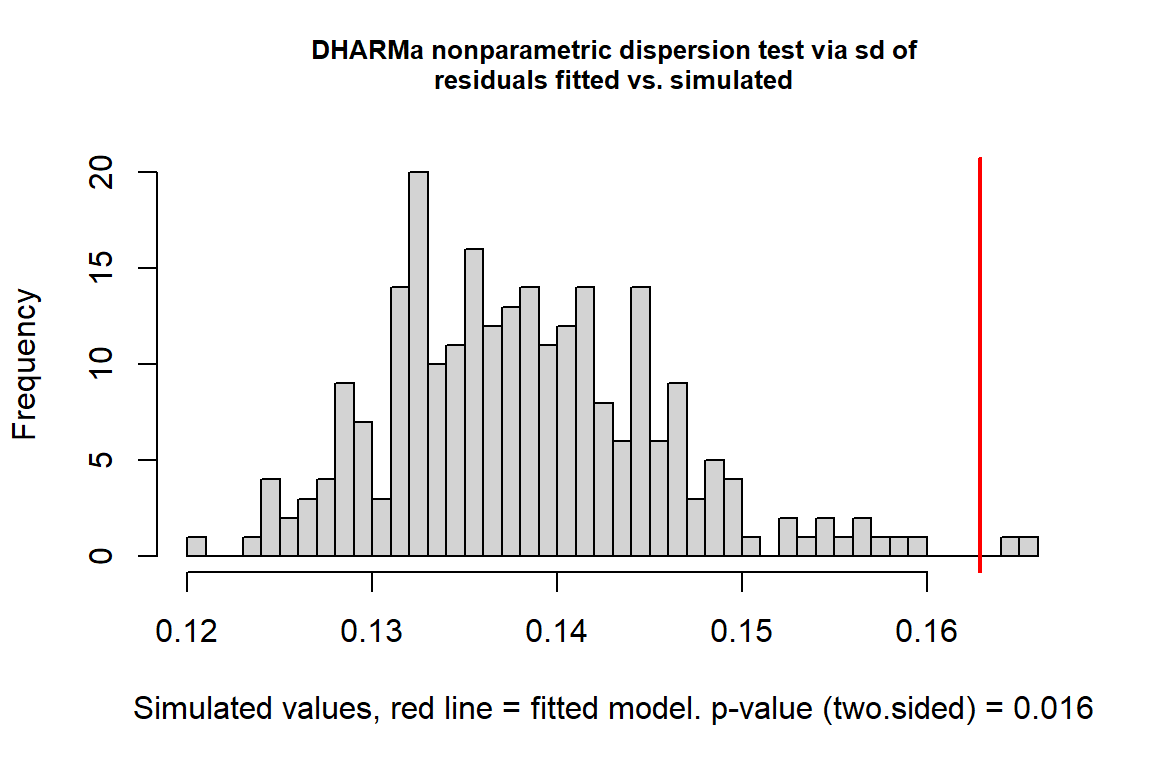 DHARMa nonparametric dispersion test via sd of
residuals fitted vs. simulated
Frequency
20
15
10
5
0
0.12 0.13 0.14 0.15 0.16
Simulated values, red line = fitted model. p-value (two.sided) = 0.016